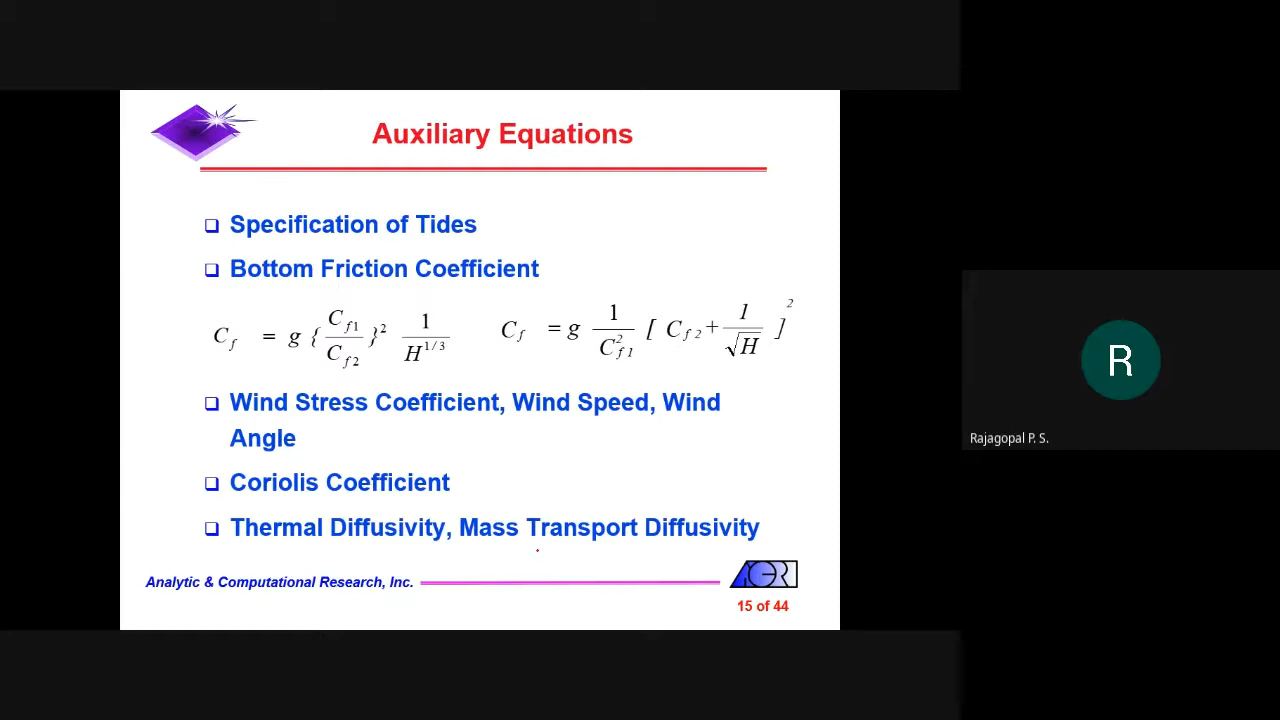 Auxiliary Equations
❑ Specification of Tides
❑ Bottom Friction Coefficient
C_f = g { C_f1 / C_f2 }² 1 / H^1/3    C_f = g 1 / C²_f1 [ C_f2 + 1 / √H ]²
❑ Wind Stress Coefficient, Wind Speed, Wind
Angle
❑ Coriolis Coefficient
❑ Thermal Diffusivity, Mass Transport Diffusivity
Analytic & Computational Research, Inc.
ACRI
15 of 44
R
Rajagopal P. S.